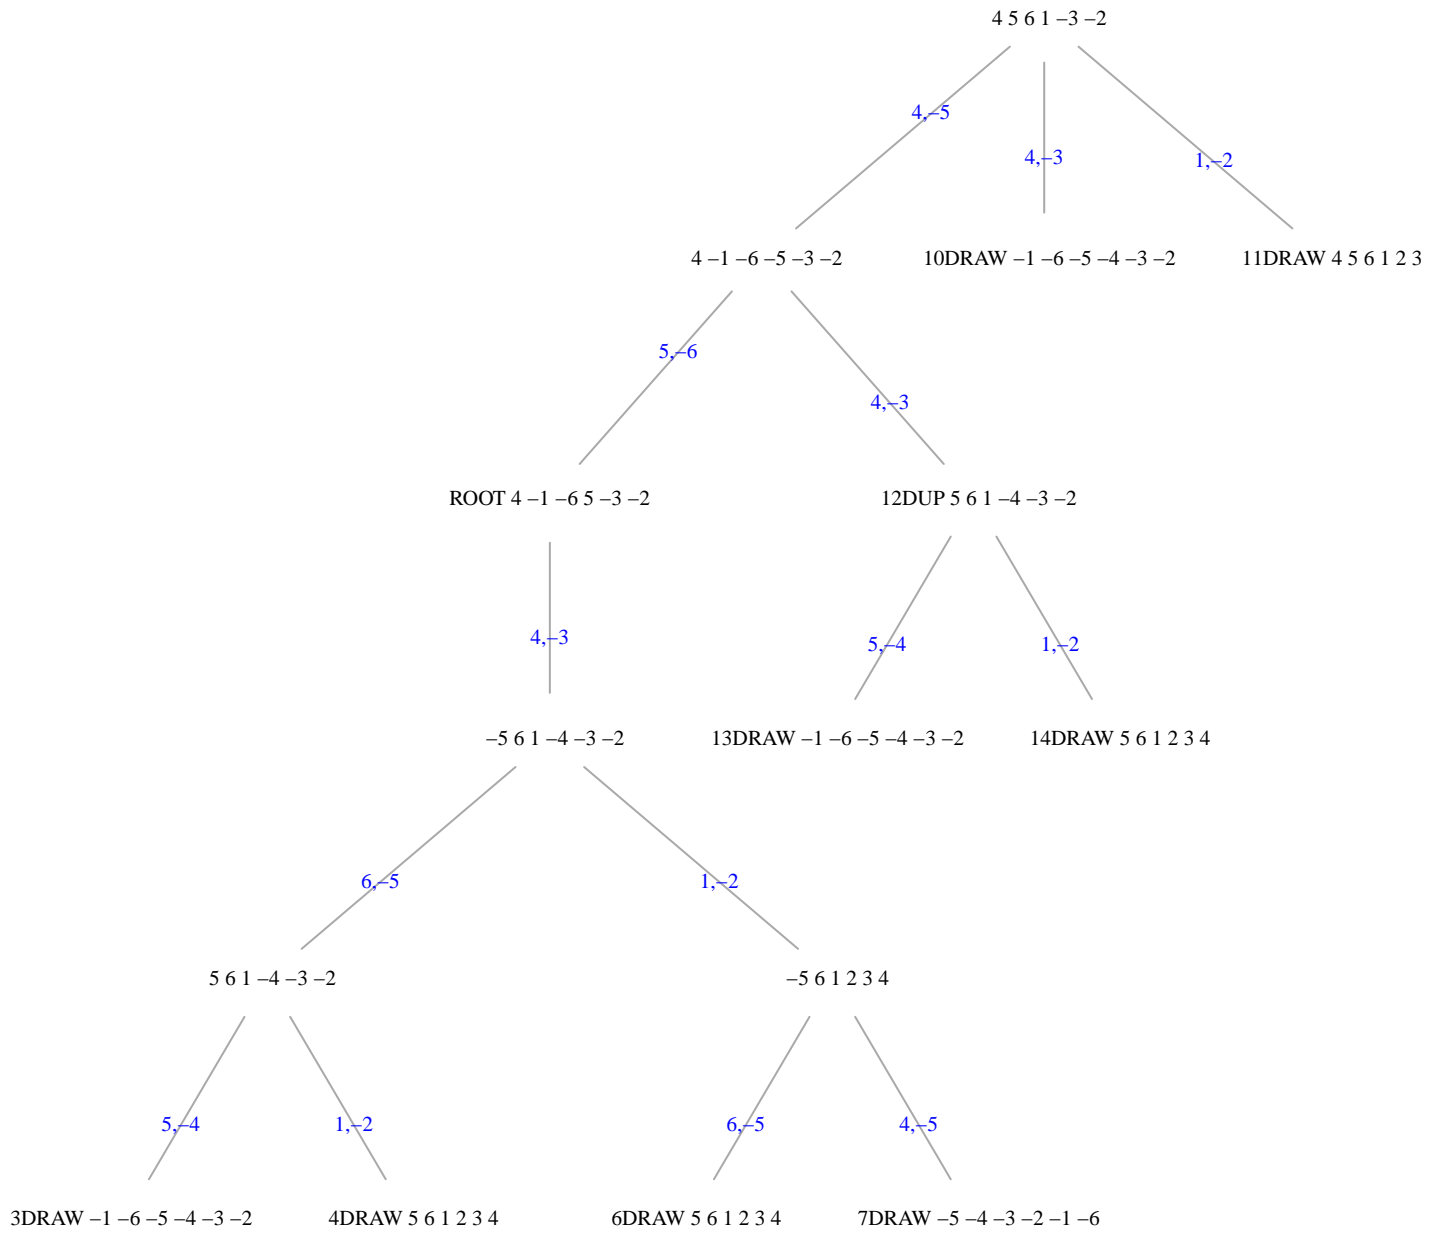 4 5 6 1 –3 –2
4,–5
4,–3
1,–2
4 –1 –6 –5 –3 –2
10DRAW –1 –6 –5 –4 –3 –2
11DRAW 4 5 6 1 2 3
5,–6
4,–3
ROOT 4 –1 –6 5 –3 –2
12DUP 5 6 1 –4 –3 –2
4,–3
5,–4
1,–2
–5 6 1 –4 –3 –2
13DRAW –1 –6 –5 –4 –3 –2
14DRAW 5 6 1 2 3 4
6,–5
1,–2
5 6 1 –4 –3 –2
–5 6 1 2 3 4
5,–4
1,–2
6,–5
4,–5
3DRAW –1 –6 –5 –4 –3 –2
4DRAW 5 6 1 2 3 4
6DRAW 5 6 1 2 3 4
7DRAW –5 –4 –3 –2 –1 –6